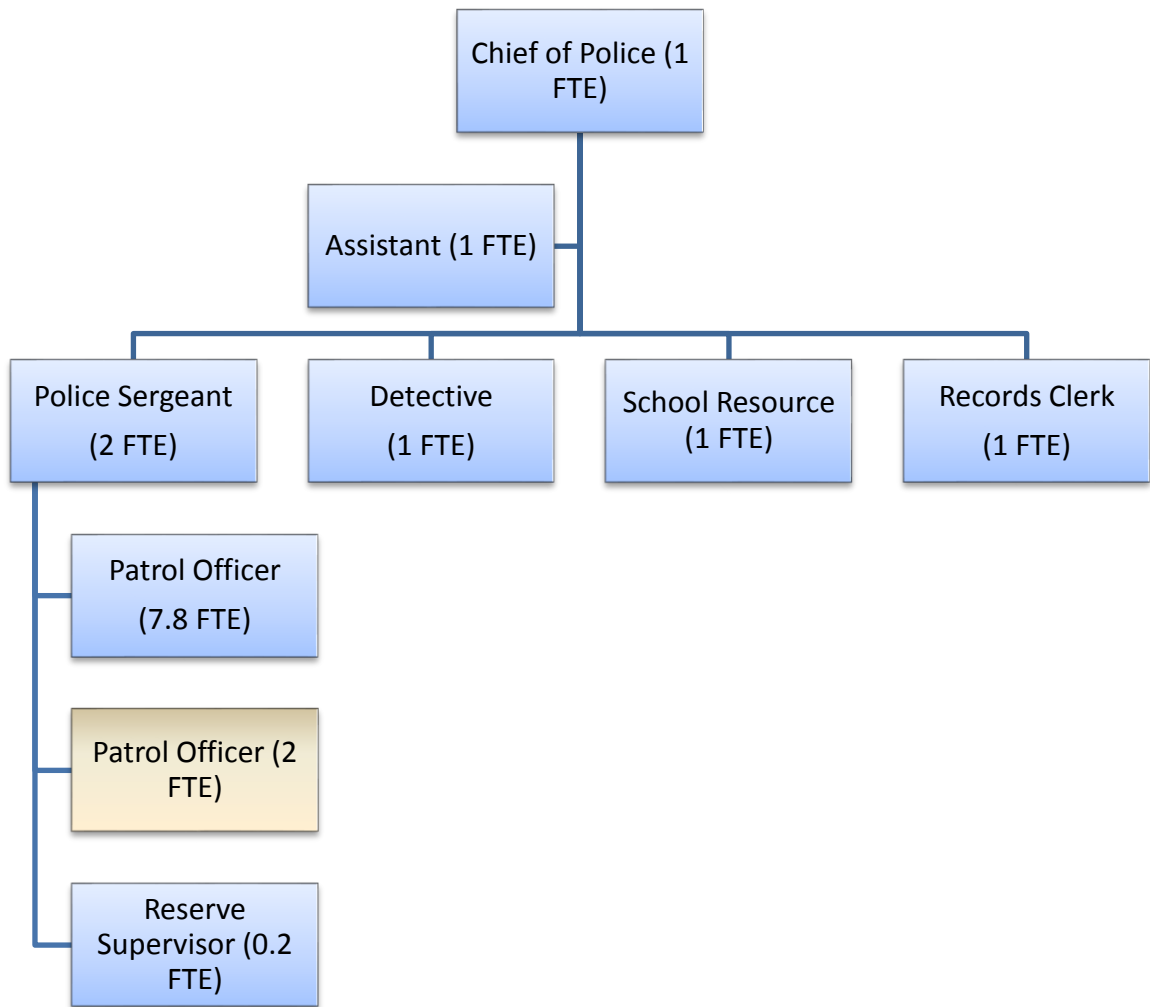 Chief of Police (1
FTE)
Assistant (1 FTE)
Police Sergeant
(2 FTE)
Detective
(1 FTE)
School Resource
(1 FTE)
Records Clerk
(1 FTE)
Patrol Officer
(7.8 FTE)
Patrol Officer (2
FTE)
Reserve
Supervisor (0.2
FTE)